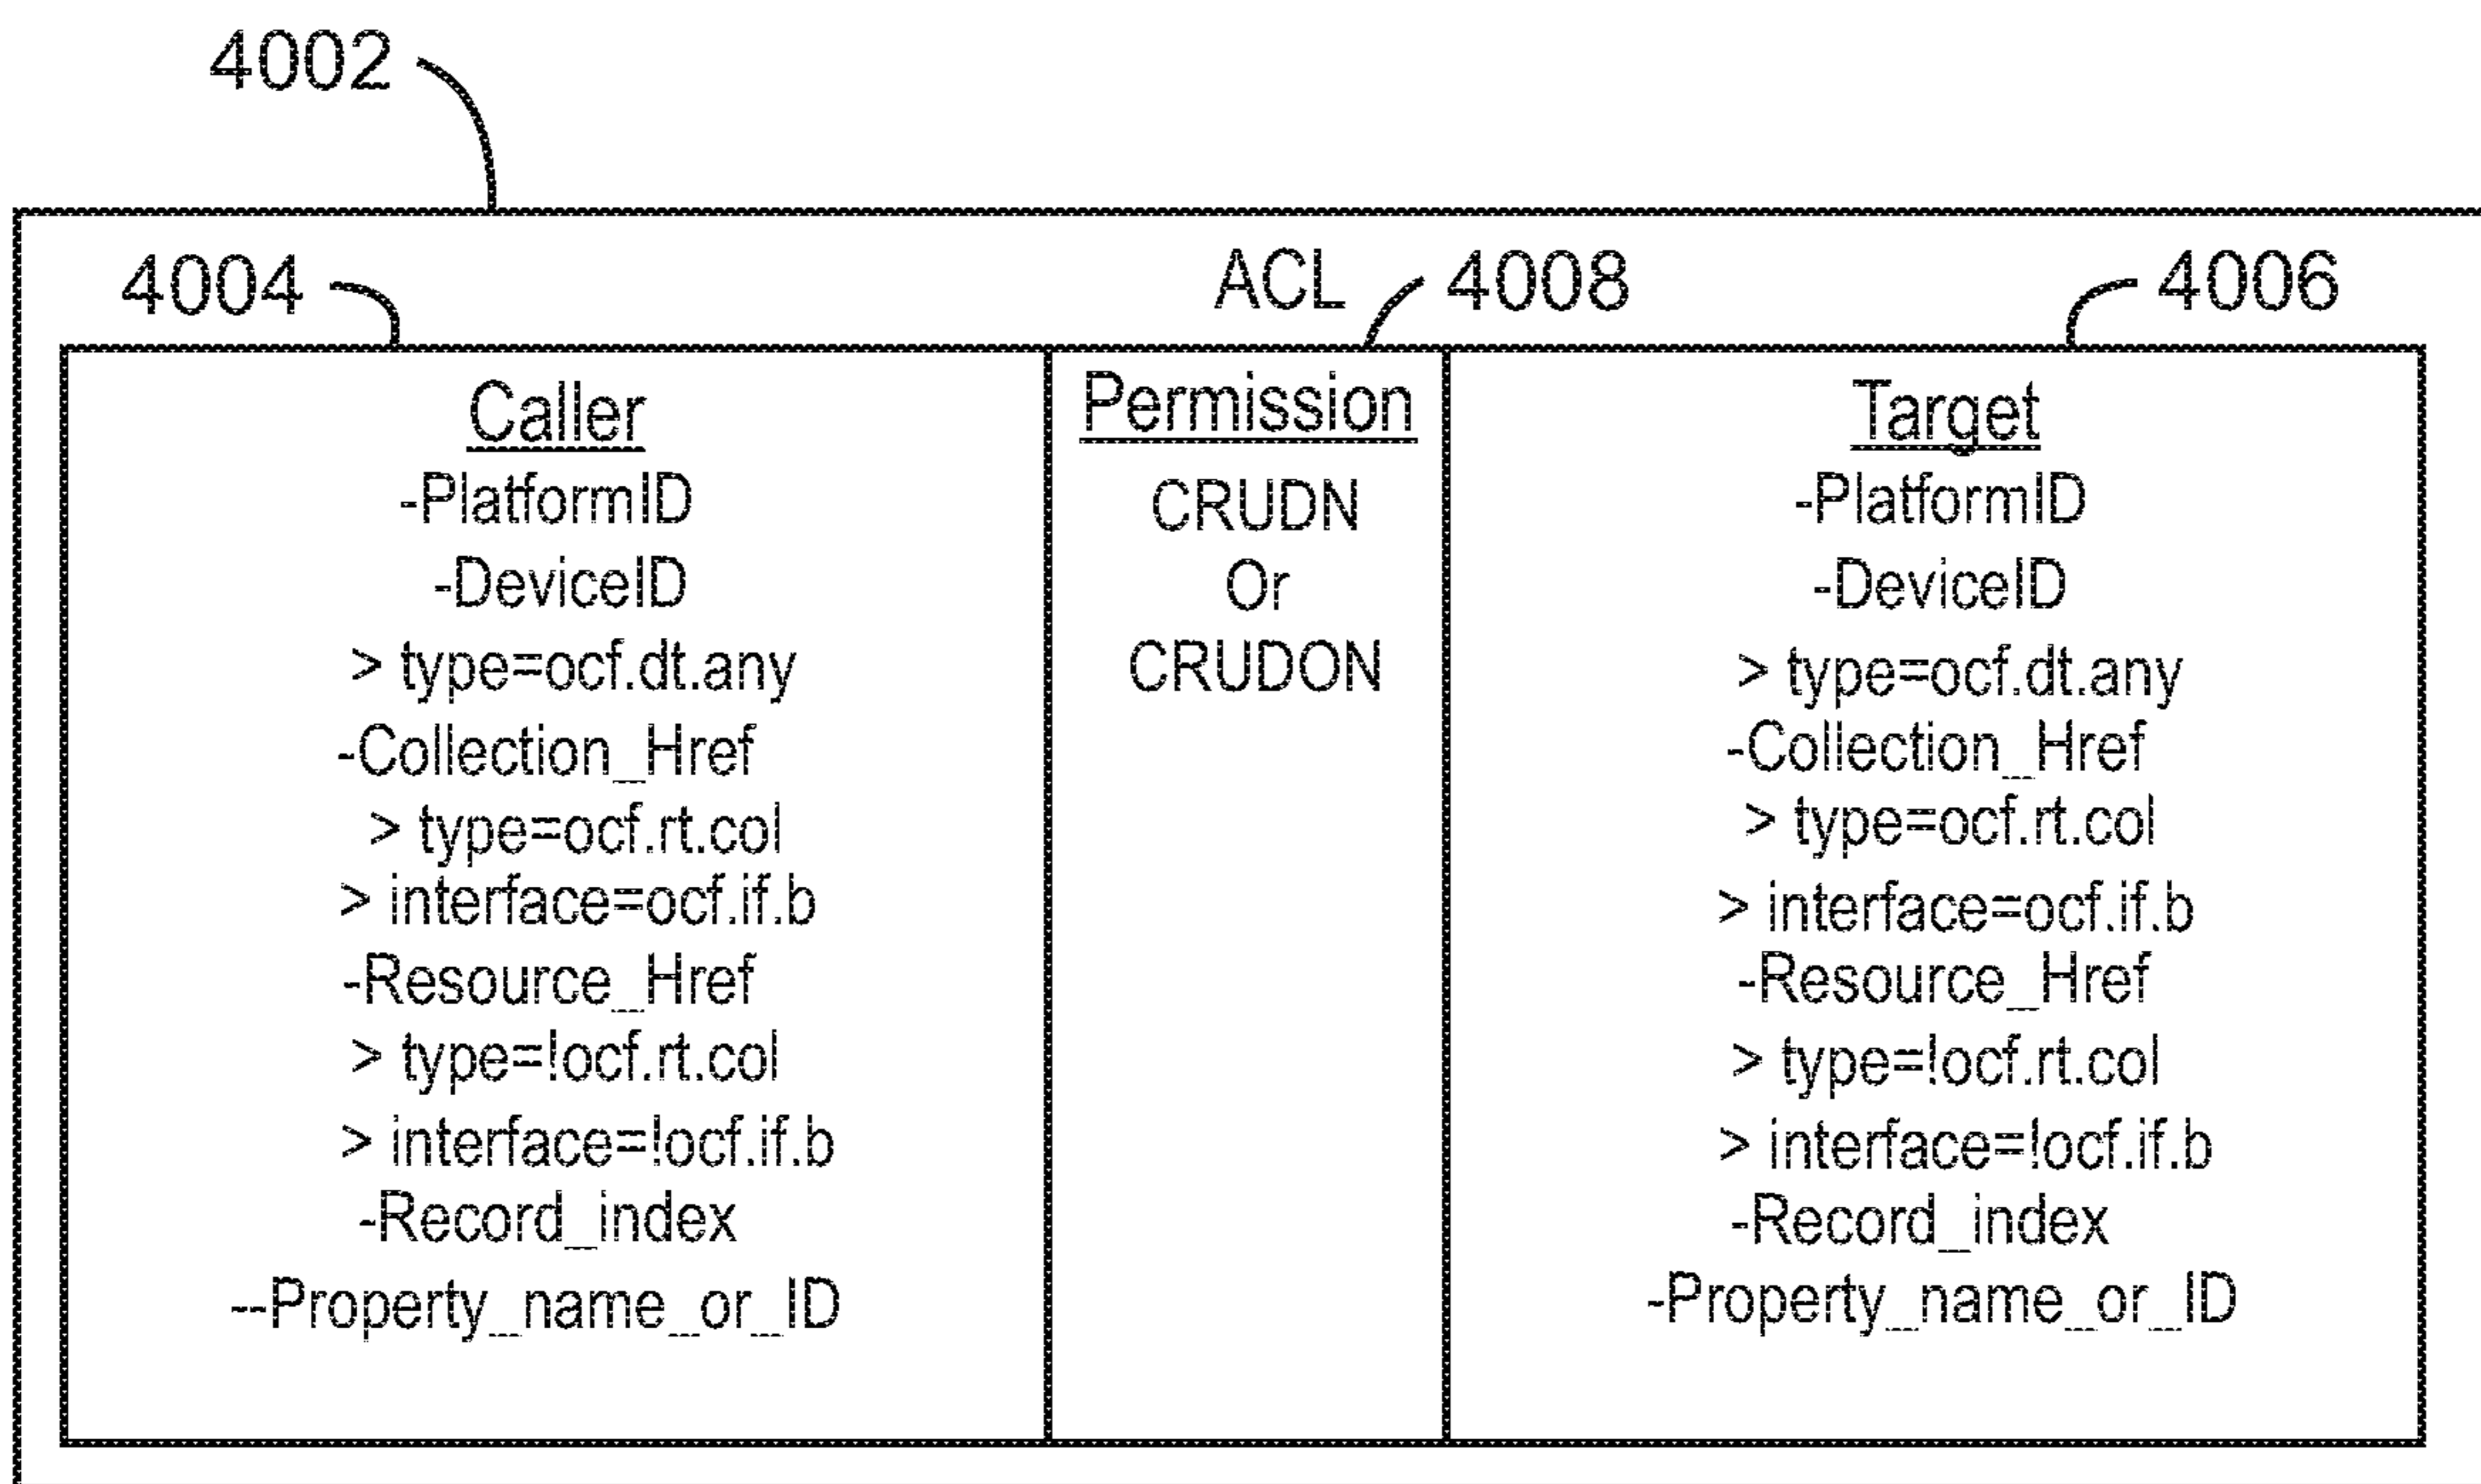 4002
ACL
4004
4008
4006
Caller
-PlatformID
-DeviceID
> type=ocf.dt.any
-Collection_Href
> type=ocf.rt.col
> interface=ocf.if.b
-Resource_Href
> type=!ocf.rt.col
> interface=!ocf.if.b
-Record_index
--Property_name_or_ID
Permission
CRUDN
Or
CRUDON
Target
-PlatformID
-DeviceID
> type=ocf.dt.any
-Collection_Href
> type=ocf.rt.col
> interface=ocf.if.b
-Resource_Href
> type=!ocf.rt.col
> interface=!ocf.if.b
-Record_index
-Property_name_or_ID